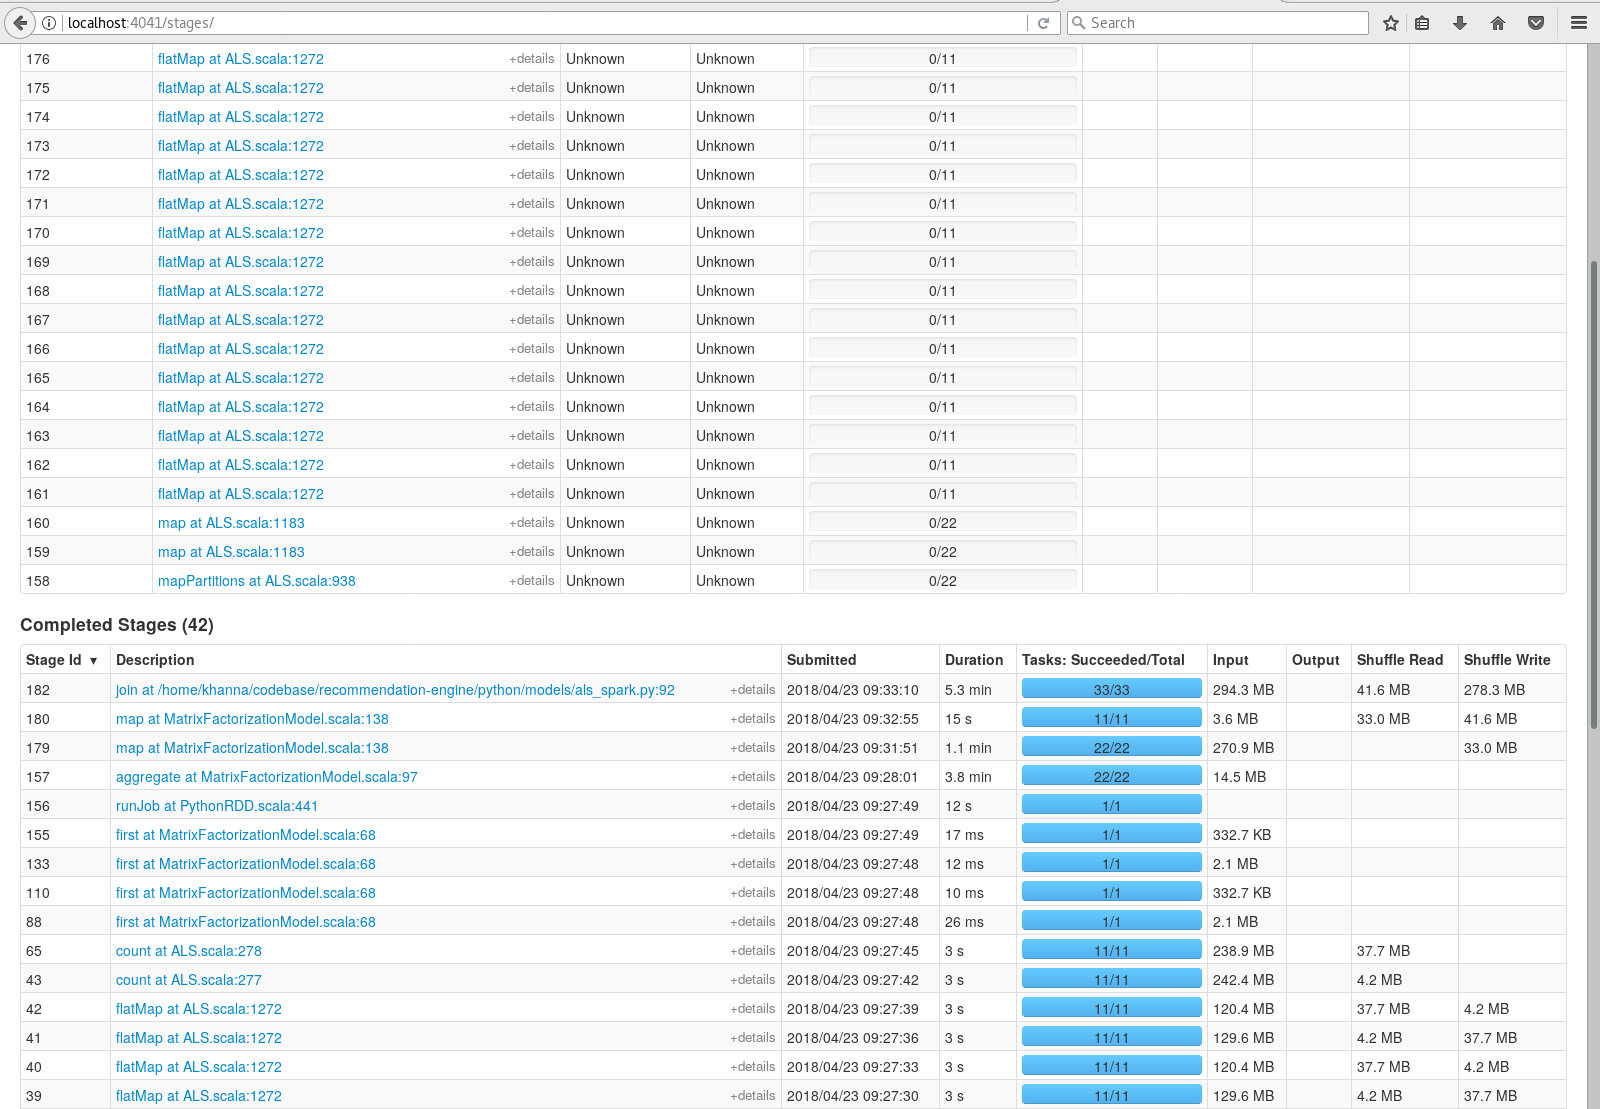 localhost:4041/stages/ Search
176 flatMap at ALS.scala:1272 +details Unknown Unknown 0/11
175 flatMap at ALS.scala:1272 +details Unknown Unknown 0/11
174 flatMap at ALS.scala:1272 +details Unknown Unknown 0/11
173 flatMap at ALS.scala:1272 +details Unknown Unknown 0/11
172 flatMap at ALS.scala:1272 +details Unknown Unknown 0/11
171 flatMap at ALS.scala:1272 +details Unknown Unknown 0/11
170 flatMap at ALS.scala:1272 +details Unknown Unknown 0/11
169 flatMap at ALS.scala:1272 +details Unknown Unknown 0/11
168 flatMap at ALS.scala:1272 +details Unknown Unknown 0/11
167 flatMap at ALS.scala:1272 +details Unknown Unknown 0/11
166 flatMap at ALS.scala:1272 +details Unknown Unknown 0/11
165 flatMap at ALS.scala:1272 +details Unknown Unknown 0/11
164 flatMap at ALS.scala:1272 +details Unknown Unknown 0/11
163 flatMap at ALS.scala:1272 +details Unknown Unknown 0/11
162 flatMap at ALS.scala:1272 +details Unknown Unknown 0/11
161 flatMap at ALS.scala:1272 +details Unknown Unknown 0/11
160 map at ALS.scala:1183 +details Unknown Unknown 0/22
159 map at ALS.scala:1183 +details Unknown Unknown 0/22
158 mapPartitions at ALS.scala:938 +details Unknown Unknown 0/22
Completed Stages (42)
Stage Id ▾ Description Submitted Duration Tasks: Succeeded/Total Input Output Shuffle Read Shuffle Write
182 join at /home/khanna/codebase/recommendation-engine/python/models/als_spark.py:92 +details 2018/04/23 09:33:10 5.3 min 33/33 294.3 MB 41.6 MB 278.3 MB
180 map at MatrixFactorizationModel.scala:138 +details 2018/04/23 09:32:55 15 s 11/11 3.6 MB 33.0 MB 41.6 MB
179 map at MatrixFactorizationModel.scala:138 +details 2018/04/23 09:31:51 1.1 min 22/22 270.9 MB 33.0 MB
157 aggregate at MatrixFactorizationModel.scala:97 +details 2018/04/23 09:28:01 3.8 min 22/22 14.5 MB
156 runJob at PythonRDD.scala:441 +details 2018/04/23 09:27:49 12 s 1/1
155 first at MatrixFactorizationModel.scala:68 +details 2018/04/23 09:27:49 17 ms 1/1 332.7 KB
133 first at MatrixFactorizationModel.scala:68 +details 2018/04/23 09:27:48 12 ms 1/1 2.1 MB
110 first at MatrixFactorizationModel.scala:68 +details 2018/04/23 09:27:48 10 ms 1/1 332.7 KB
88 first at MatrixFactorizationModel.scala:68 +details 2018/04/23 09:27:48 26 ms 1/1 2.1 MB
65 count at ALS.scala:278 +details 2018/04/23 09:27:45 3 s 11/11 238.9 MB 37.7 MB
43 count at ALS.scala:277 +details 2018/04/23 09:27:42 3 s 11/11 242.4 MB 4.2 MB
42 flatMap at ALS.scala:1272 +details 2018/04/23 09:27:39 3 s 11/11 120.4 MB 37.7 MB 4.2 MB
41 flatMap at ALS.scala:1272 +details 2018/04/23 09:27:36 3 s 11/11 129.6 MB 4.2 MB 37.7 MB
40 flatMap at ALS.scala:1272 +details 2018/04/23 09:27:33 3 s 11/11 120.4 MB 37.7 MB 4.2 MB
39 flatMap at ALS.scala:1272 +details 2018/04/23 09:27:30 3 s 11/11 129.6 MB 4.2 MB 37.7 MB